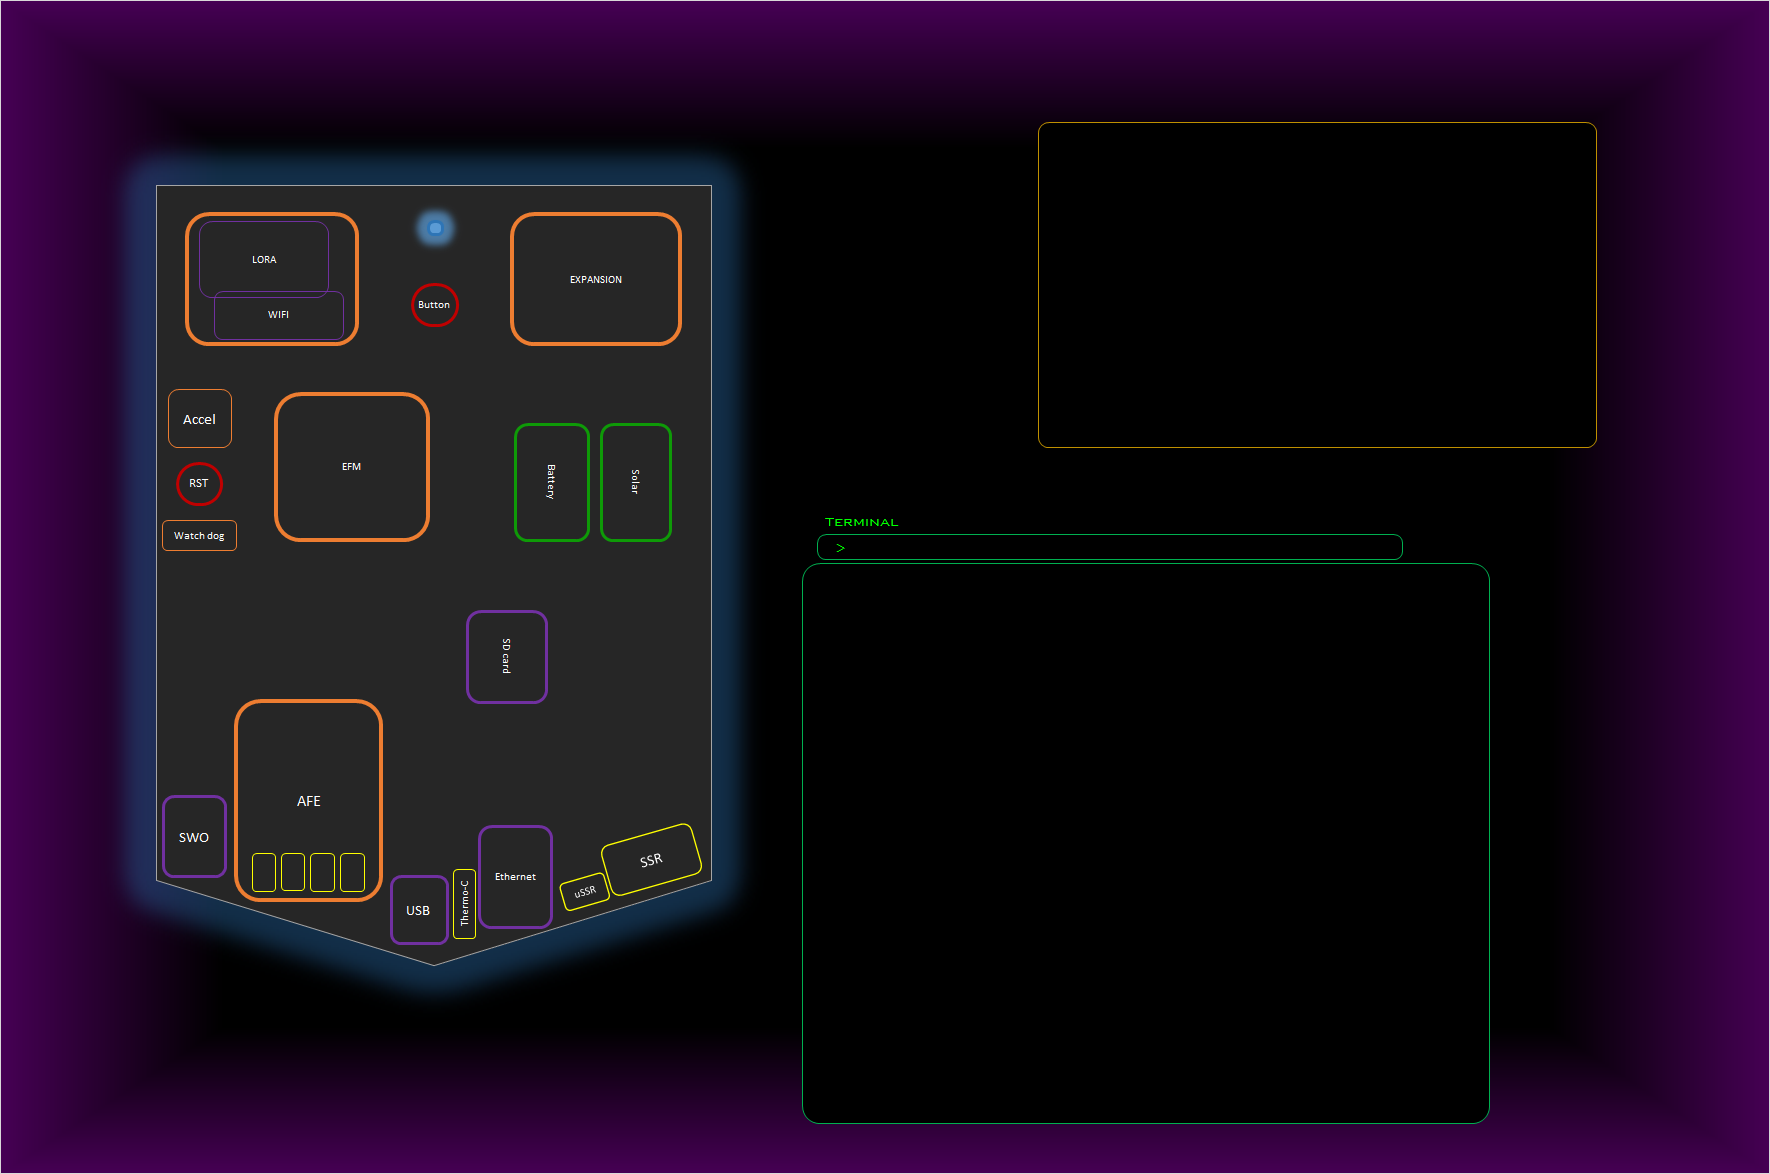 LORA
WIFI
Button
EXPANSION
Accel
RST
Watch dog
EFM
Battery
Solar
SD card
AFE
SWO
USB
Thermo-C
Ethernet
uSSR
SSR
Terminal
>